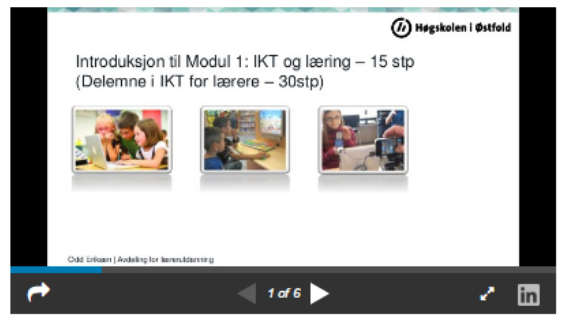 Høgskolen i Østfold
Introduksjon til Modul 1: IKT og læring – 15 stp
(Delemne i IKT for lærere – 30stp)
Odd Eriksen | Avdeling for lærerutdanning
1 of 6
in